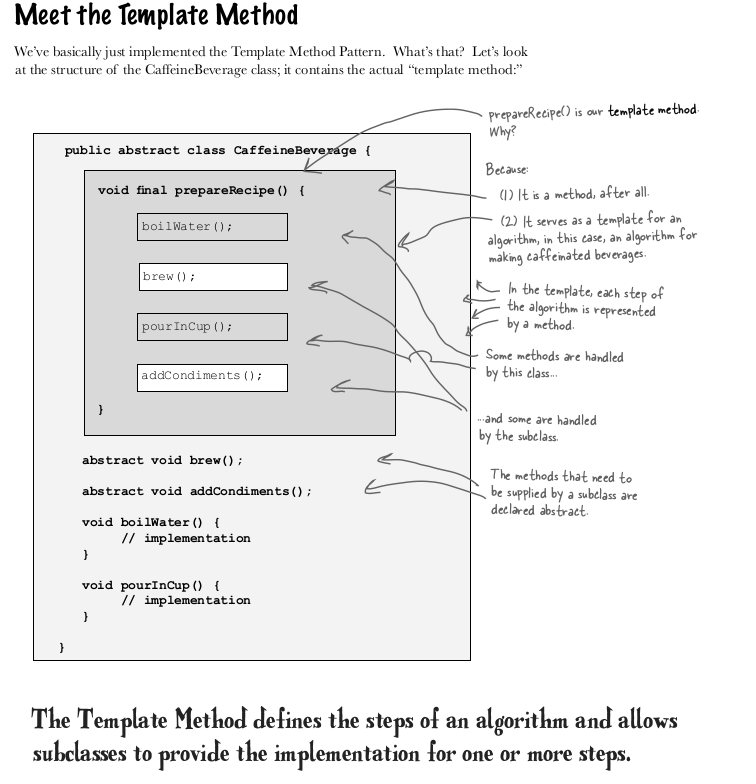 Meet the Template Method
We've basically just implemented the Template Method Pattern. What's that? Let's look
at the structure of the CaffeineBeverage class; it contains the actual “template method:”
prepareRecipe() is our template method.
Why?
public abstract class CaffeineBeverage {
Because:
void final prepareRecipe() {
(1) It is a method, after all.
boilWater();
(2) It serves as a template for an
algorithm, in this case, an algorithm for
making caffeinated beverages.
brew();
In the template, each step of
the algorithm is represented
by a method.
pourInCup();
Some methods are handled
by this class...
addCondiments();
}
...and some are handled
by the subclass.
abstract void brew();
abstract void addCondiments();
The methods that need to
be supplied by a subclass are
declared abstract.
void boilWater() {
// implementation
}
void pourInCup() {
// implementation
}
}
The Template Method defines the steps of an algorithm and allows
subclasses to provide the implementation for one or more steps.